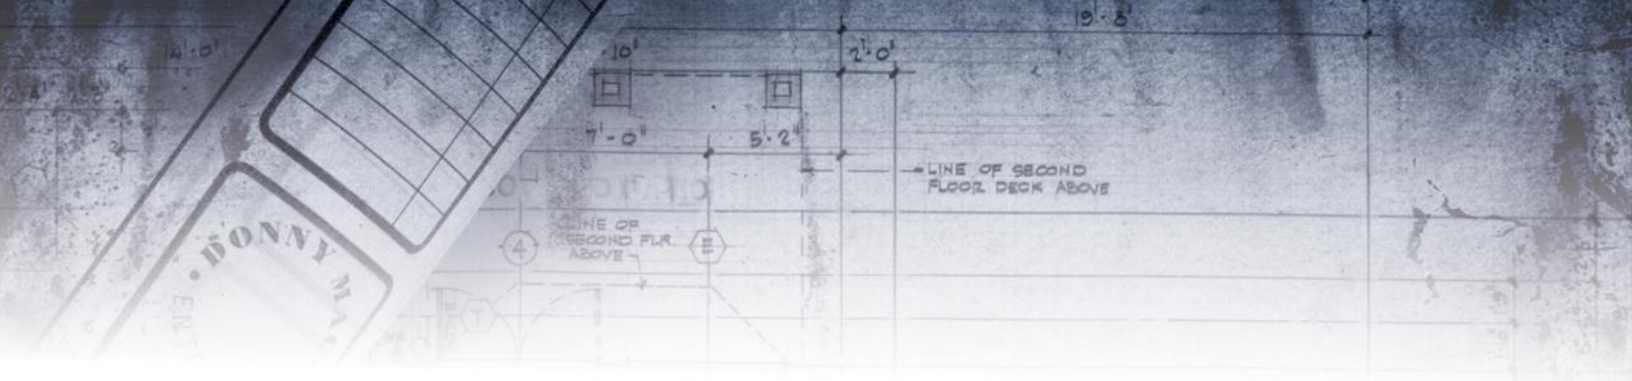 19'-8"
14'-0"
10'
2'-0"
7'-0"
5'-2"
LINE OF SECOND
FLOOR DECK ABOVE
LINE OF
SECOND FLR.
ABOVE
4
E
T
DONNY